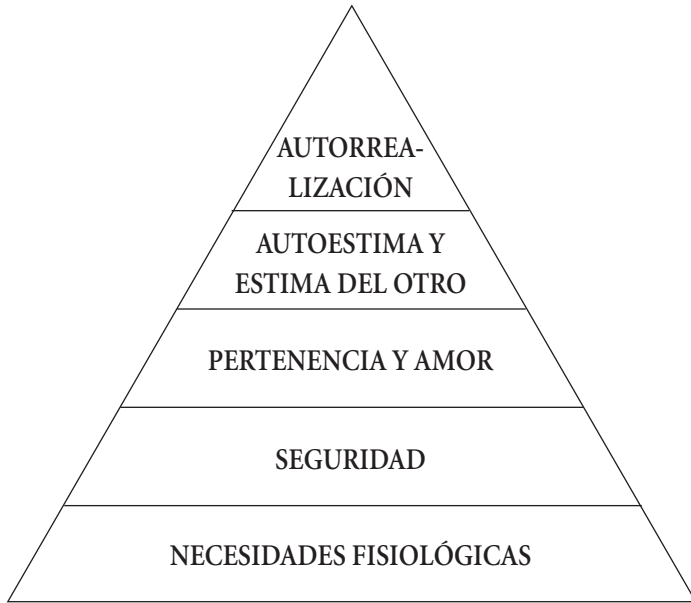 AUTORREA-
LIZACIÓN
AUTOESTIMA Y
ESTIMA DEL OTRO
PERTENENCIA Y AMOR
SEGURIDAD
NECESIDADES FISIOLÓGICAS